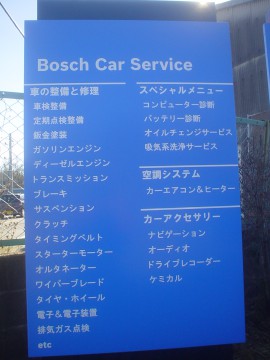 Bosch Car Service
車の整備と修理
車検整備
定期点検整備
鈑金塗装
ガソリンエンジン
ディーゼルエンジン
トランスミッション
ブレーキ
サスペンション
クラッチ
タイミングベルト
スターターモーター
オルタネーター
ワイパーブレード
タイヤ・ホイール
電子&電子装置
排気ガス点検
etc
スペシャルメニュー
コンピューター診断
バッテリー診断
オイルチェンジサービス
吸気系洗浄サービス
空調システム
カーエアコン&ヒーター
カーアクセサリー
ナビゲーション
オーディオ
ドライブレコーダー
ケミカル